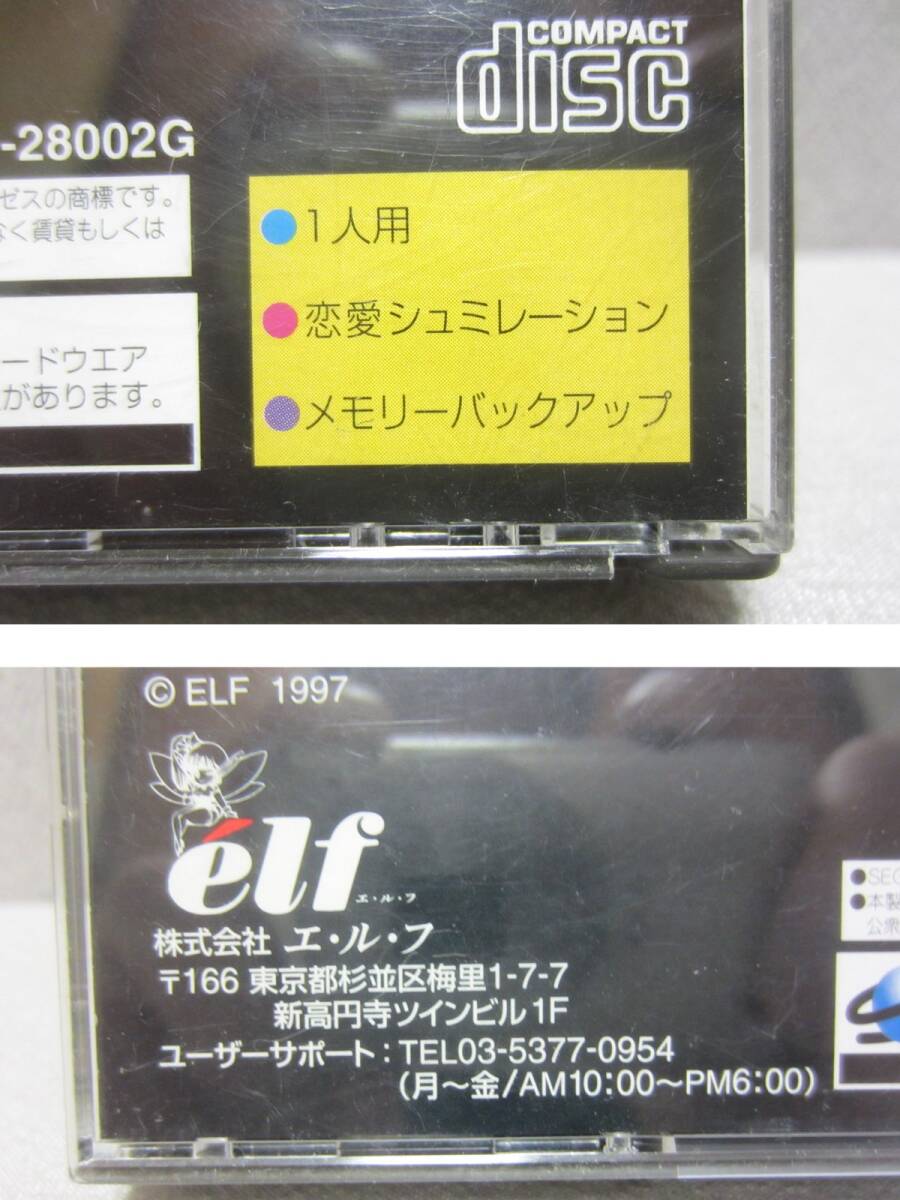 COMPACT
disc
-28002G
ゼスの商標です。
なく賃貸もしくは
ードウエア
があります。
1人用
恋愛シュミレーション
メモリーバックアップ
© ELF 1997
élf
エ・ル・フ
株式会社 エ・ル・フ
〒166 東京都杉並区梅里1-7-7
新高円寺ツインビル1F
ユーザーサポート:TEL03-5377-0954
(月~金/AM10:00~PM6:00)
●SEG
●本製
公衆